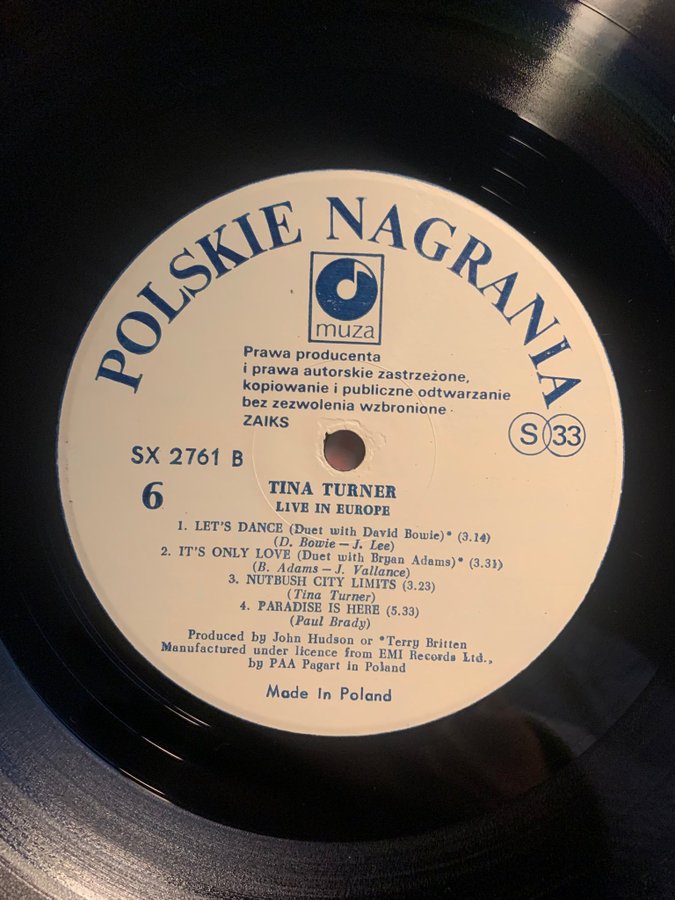 POLSKIE NAGRANIA
muza
Prawa producenta
i prawa autorskie zastrzeżone,
kopiowanie i publiczne odtwarzanie
bez zezwolenia wzbronione
ZAIKS
S 33
SX 2761 B
6
TINA TURNER
LIVE IN EUROPE
1. LET'S DANCE (Duet with David Bowie)* (3.14)
(D. Bowie — J. Lee)
2. IT'S ONLY LOVE (Duet with Bryan Adams)* (3.31)
(B. Adams — J. Vallance)
3. NUTBUSH CITY LIMITS (3.23)
(Tina Turner)
4. PARADISE IS HERE (5.33)
(Paul Brady)
Produced by John Hudson or *Terry Britten
Manufactured under licence from EMI Records Ltd.,
by PAA Pagart in Poland
Made In Poland